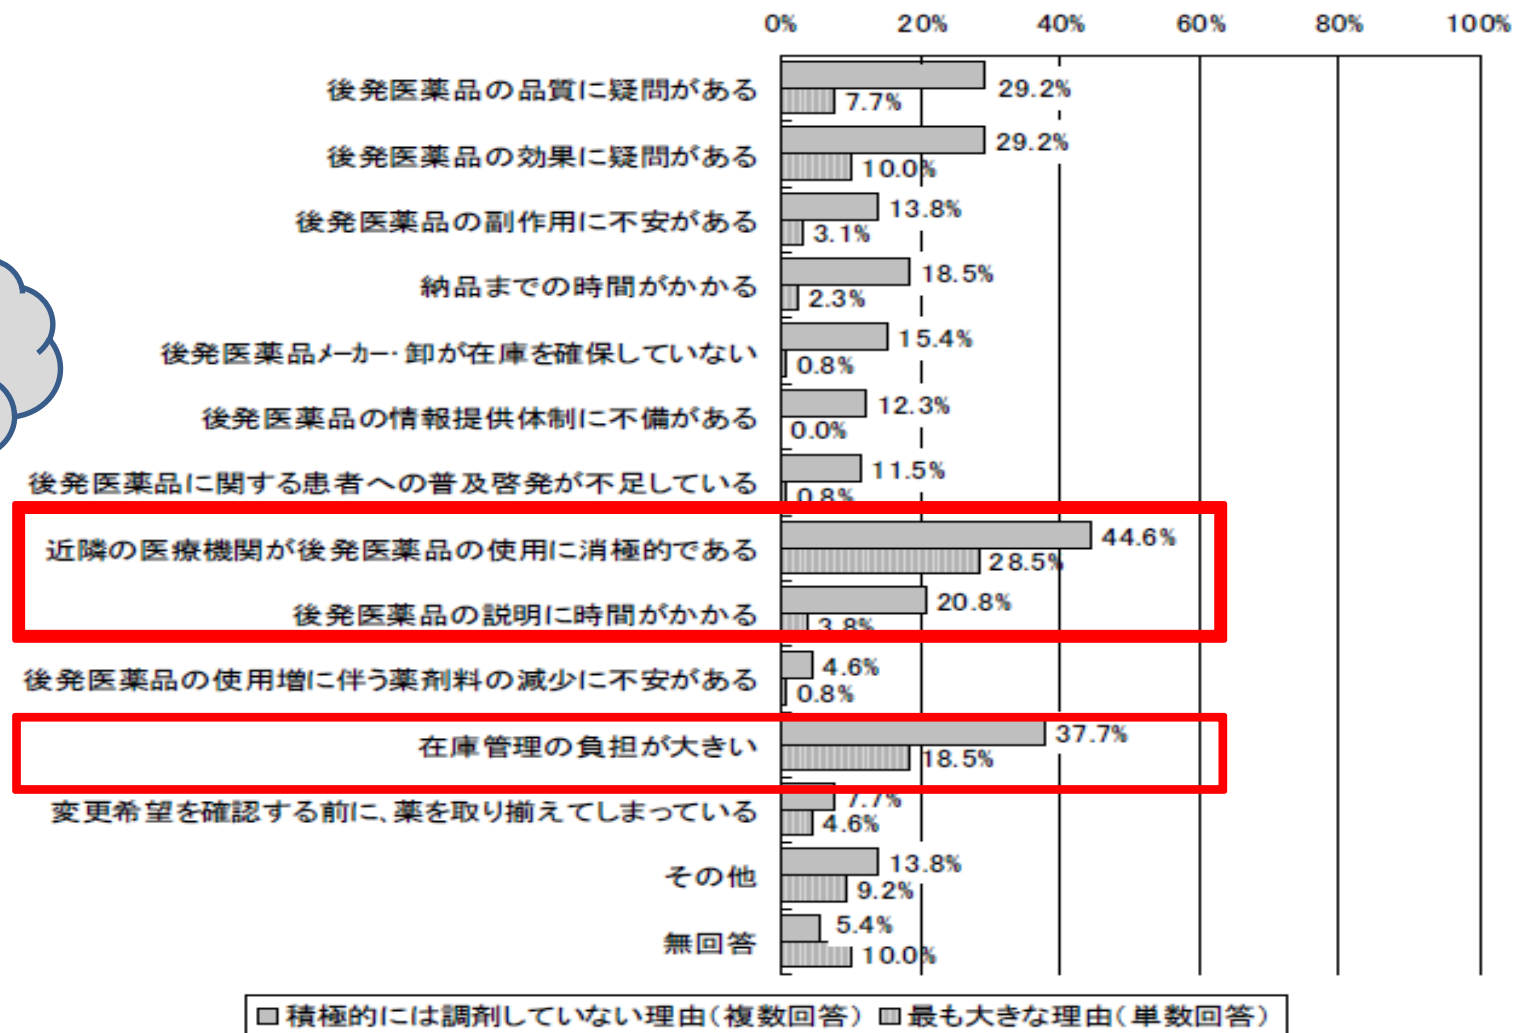 0% 20% 40% 60% 80% 100%
後発医薬品の品質に疑問がある 29.2%
7.7%
後発医薬品の効果に疑問がある 29.2%
10.0%
後発医薬品の副作用に不安がある 13.8%
3.1%
納品までの時間がかかる 18.5%
2.3%
後発医薬品メーカー・卸が在庫を確保していない 15.4%
0.8%
後発医薬品の情報提供体制に不備がある 12.3%
0.0%
後発医薬品に関する患者への普及啓発が不足している 11.5%
0.8%
近隣の医療機関が後発医薬品の使用に消極的である 44.6%
28.5%
後発医薬品の説明に時間がかかる 20.8%
3.8%
後発医薬品の使用増に伴う薬剤料の減少に不安がある 4.6%
0.8%
在庫管理の負担が大きい 37.7%
18.5%
変更希望を確認する前に、薬を取り揃えてしまっている 7.7%
4.6%
その他 13.8%
9.2%
無回答 5.4%
10.0%
積極的には調剤していない理由(複数回答) 最も大きな理由(単数回答)